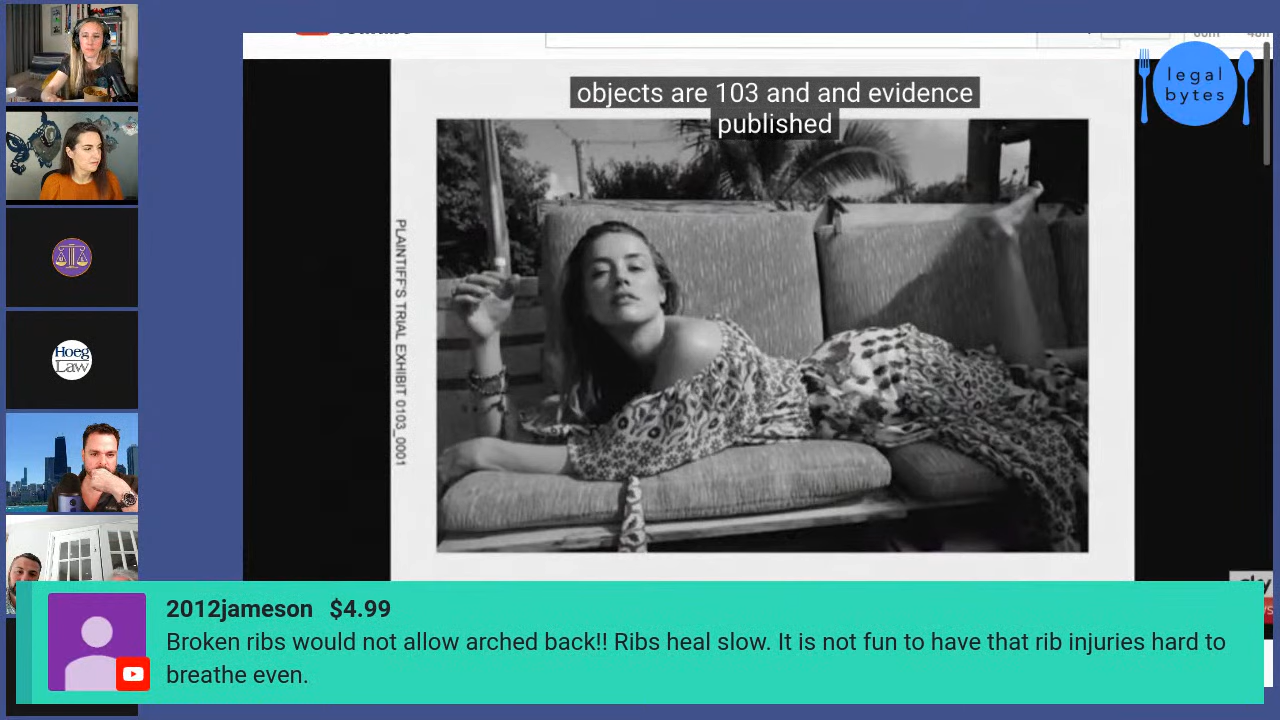 objects are 103 and and evidence
published
legal
bytes
PLAINTIFF'S TRIAL EXHIBIT 0103_0001
Hoeg
Law
2012jameson $4.99
Broken ribs would not allow arched back!! Ribs heal slow. It is not fun to have that rib injuries hard to
breathe even.